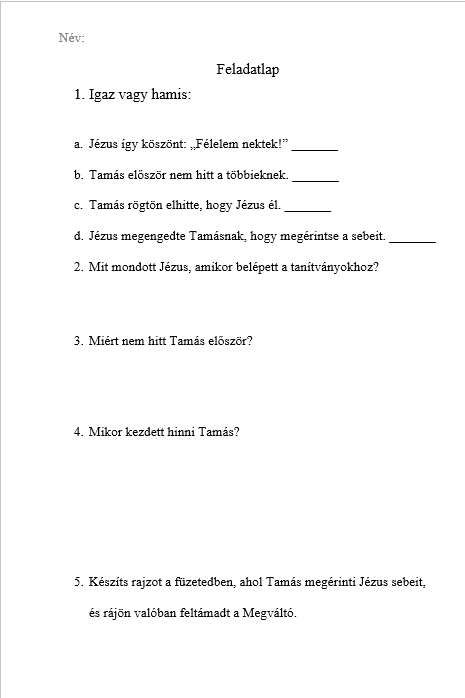 Név:
Feladatlap
1. Igaz vagy hamis:
a. Jézus így köszönt: „Félelem nektek!” _______
b. Tamás először nem hitt a többieknek. _______
c. Tamás rögtön elhitte, hogy Jézus él. _______
d. Jézus megengedte Tamásnak, hogy megérintse a sebeit. _______
2. Mit mondott Jézus, amikor belépett a tanítványokhoz?
3. Miért nem hitt Tamás először?
4. Mikor kezdett hinni Tamás?
5. Készíts rajzot a füzetedben, ahol Tamás megérinti Jézus sebeit,
és rájön valóban feltámadt a Megváltó.